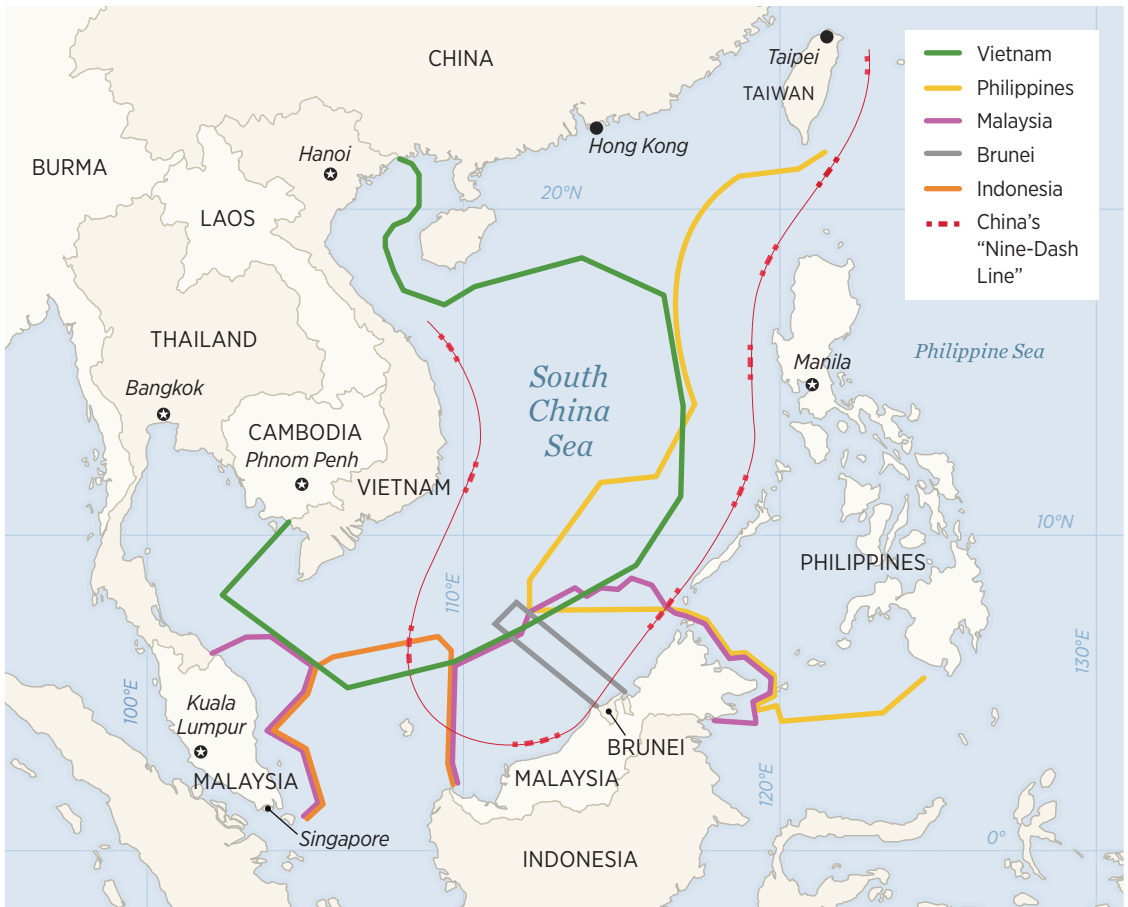 CHINA
Taipei
TAIWAN
Vietnam
Philippines
Malaysia
Brunei
Indonesia
China’s
“Nine-Dash
Line”
Hong Kong
Hanoi
BURMA
20°N
LAOS
THAILAND
Bangkok
Philippine Sea
Manila
South
China
Sea
CAMBODIA
Phnom Penh
VIETNAM
10°N
PHILIPPINES
110°E
130°E
100°E
Kuala
Lumpur
BRUNEI
MALAYSIA
MALAYSIA
120°E
Singapore
0°
INDONESIA